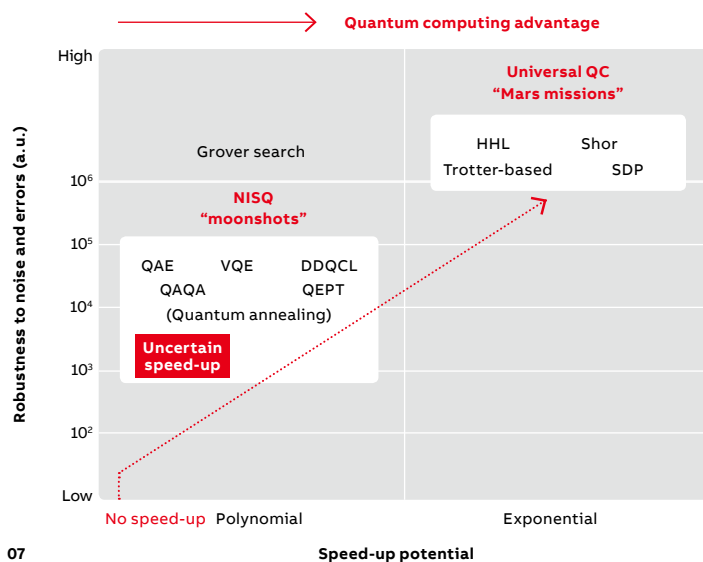 Quantum computing advantage
High
Universal QC
“Mars missions”
HHL Shor
Trotter-based SDP
Grover search
10⁶
NISQ
“moonshots”
10⁵
QAE VQE DDQCL
QAQA QEPT
(Quantum annealing)
10⁴
Uncertain
speed-up
10³
10²
Low
No speed-up Polynomial Exponential
Robustness to noise and errors (a. u.)
07 Speed-up potential